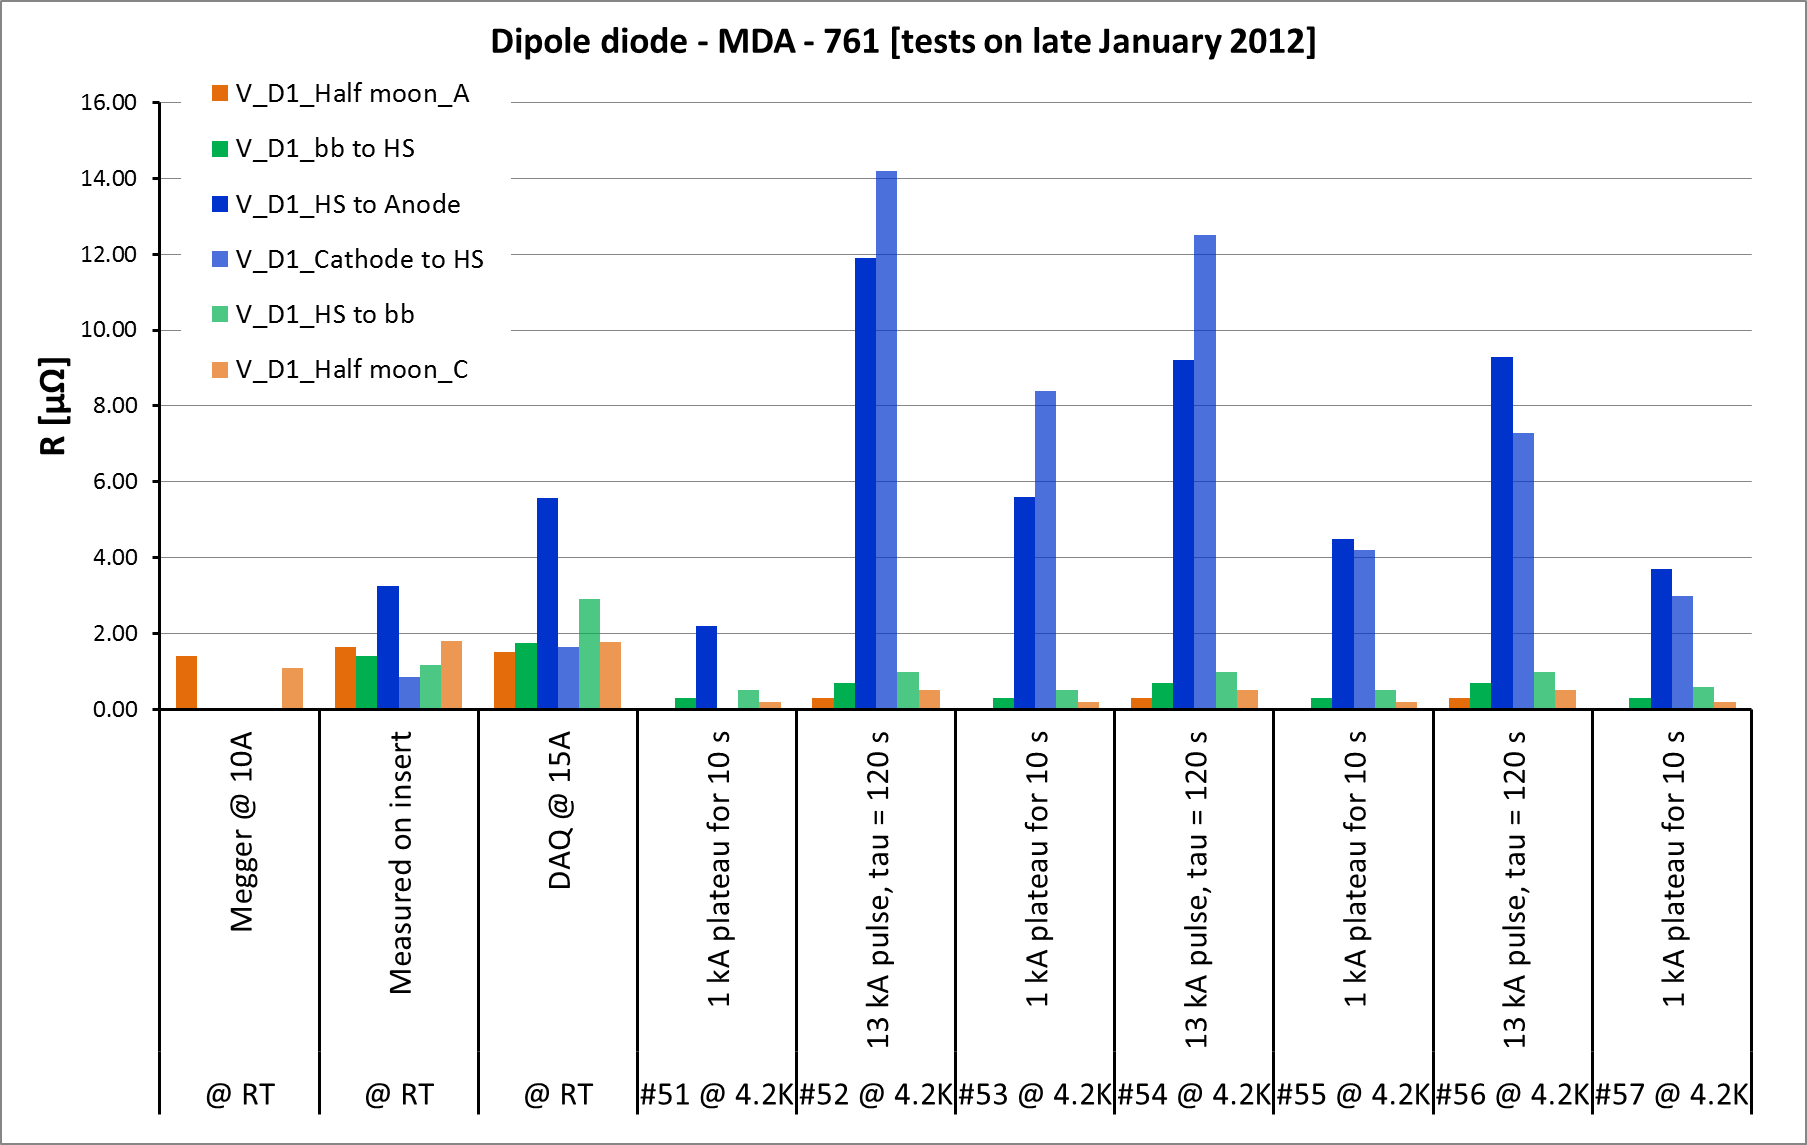 Dipole diode - MDA - 761 [tests on late January 2012]
V_D1_Half moon_A
V_D1_bb to HS
V_D1_HS to Anode
V_D1_Cathode to HS
V_D1_HS to bb
V_D1_Half moon_C
R [µΩ]
16.00
14.00
12.00
10.00
8.00
6.00
4.00
2.00
0.00
Megger @ 10A
Measured on insert
DAQ @ 15A
1 kA plateau for 10 s
13 kA pulse, tau = 120 s
1 kA plateau for 10 s
13 kA pulse, tau = 120 s
1 kA plateau for 10 s
13 kA pulse, tau = 120 s
1 kA plateau for 10 s
@ RT
@ RT
@ RT
#51 @ 4.2K
#52 @ 4.2K
#53 @ 4.2K
#54 @ 4.2K
#55 @ 4.2K
#56 @ 4.2K
#57 @ 4.2K